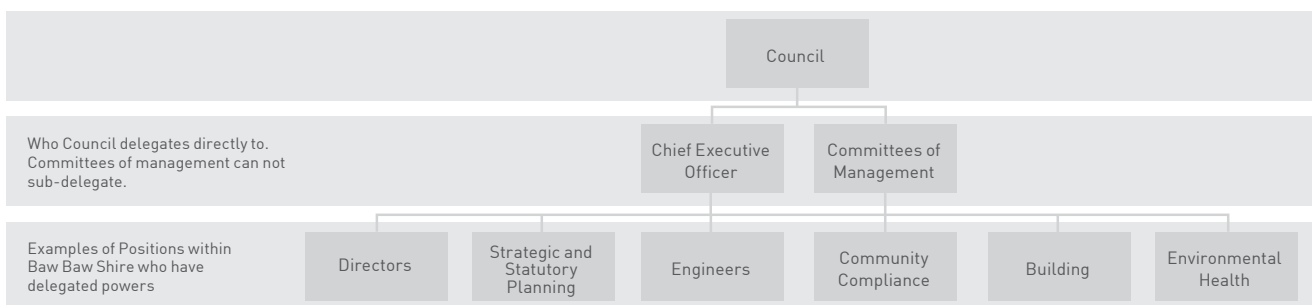 Council
Who Council delegates directly to.
Committees of management can not
sub-delegate.
Chief Executive
Officer
Committees of
Management
Examples of Positions within
Baw Baw Shire who have
delegated powers
Directors
Strategic and
Statutory
Planning
Engineers
Community
Compliance
Building
Environmental
Health